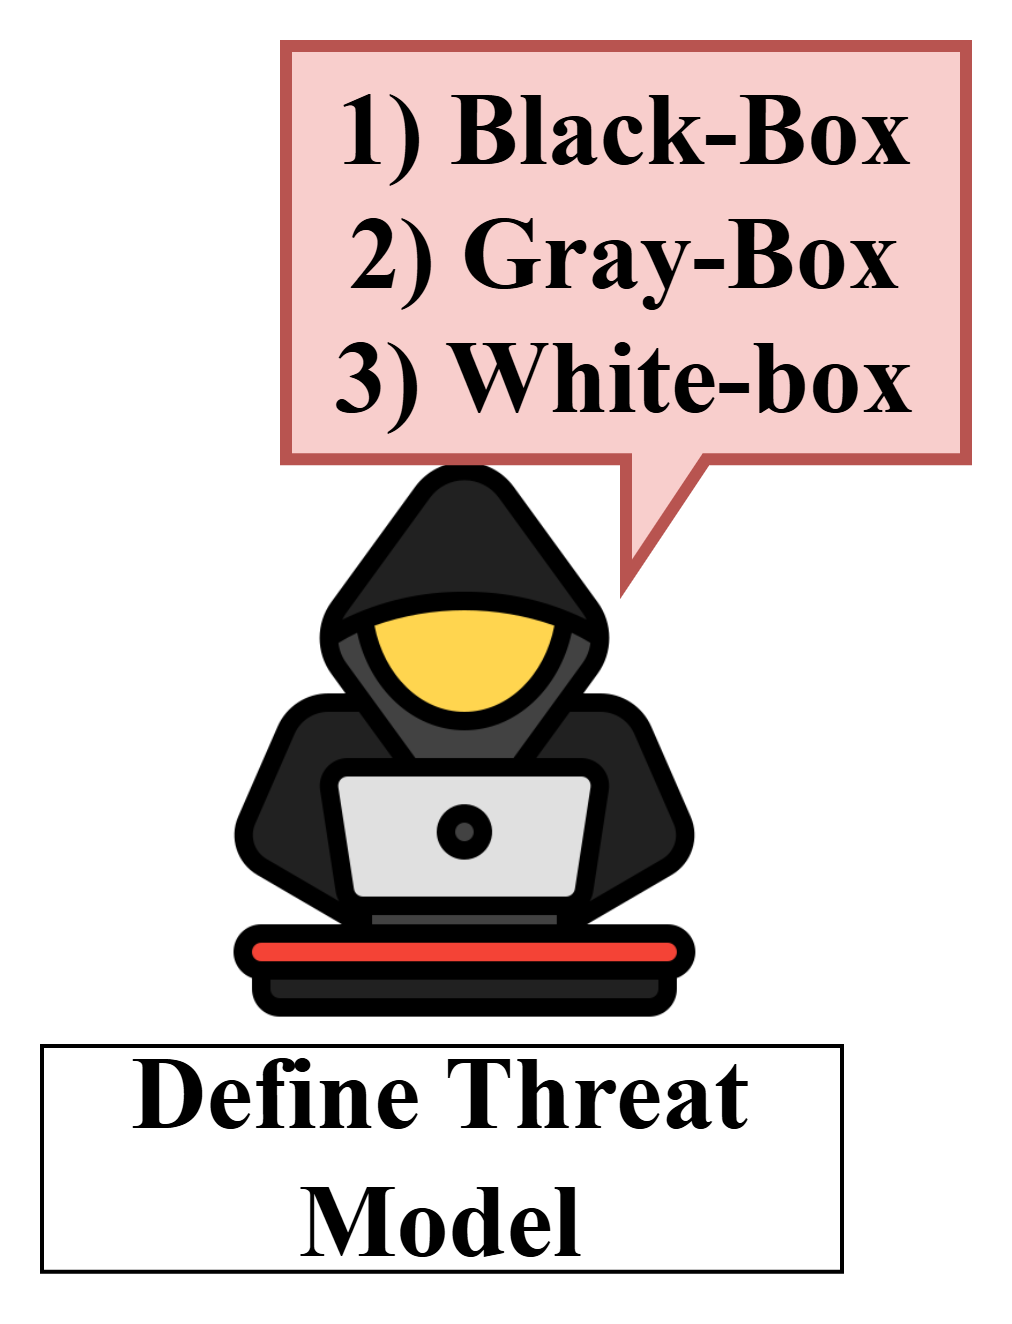 1) Black-Box
2) Gray-Box
3) White-box
Define Threat
Model